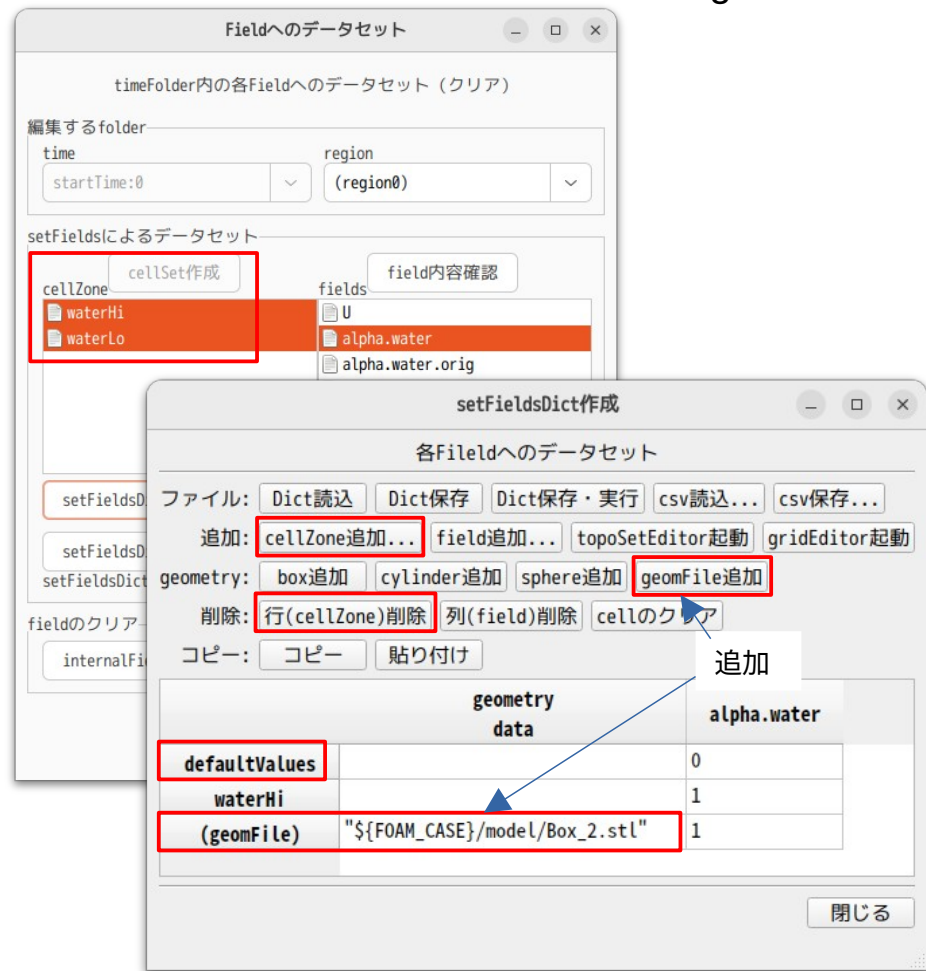 g
Fieldへのデータセット
timeFolder内の各Fieldへのデータセット（クリア）
編集するfolder
time
region
startTime:0
(region0)
setFieldsによるデータセット
cellSet作成
field内容確認
cellZone
fields
waterHi
U
waterLo
alpha.water
alpha.water.orig
setFieldsD
setFieldsD
setFieldsDict
fieldのクリア
internalFi
setFieldsDict作成
各Fileldへのデータセット
ファイル: Dict読込 Dict保存 Dict保存・実行 csv読込... csv保存...
追加: cellZone追加... field追加... topoSetEditor起動 gridEditor起動
geometry: box追加 cylinder追加 sphere追加 geomFile追加
削除: 行(cellZone)削除 列(field)削除 cellのクリア
コピー: コピー 貼り付け
追加
geometry
data
alpha.water
defaultValues 0
waterHi 1
(geomFile) "${FOAM_CASE}/model/Box_2.stl" 1
閉じる